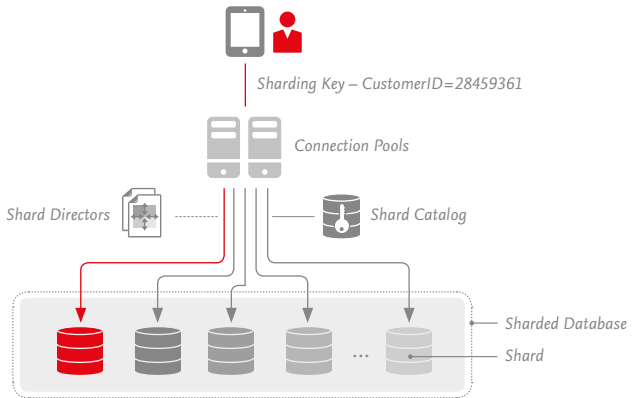 Sharding Key – CustomerID=28459361
Connection Pools
Shard Directors
Shard Catalog
Sharded Database
...
Shard